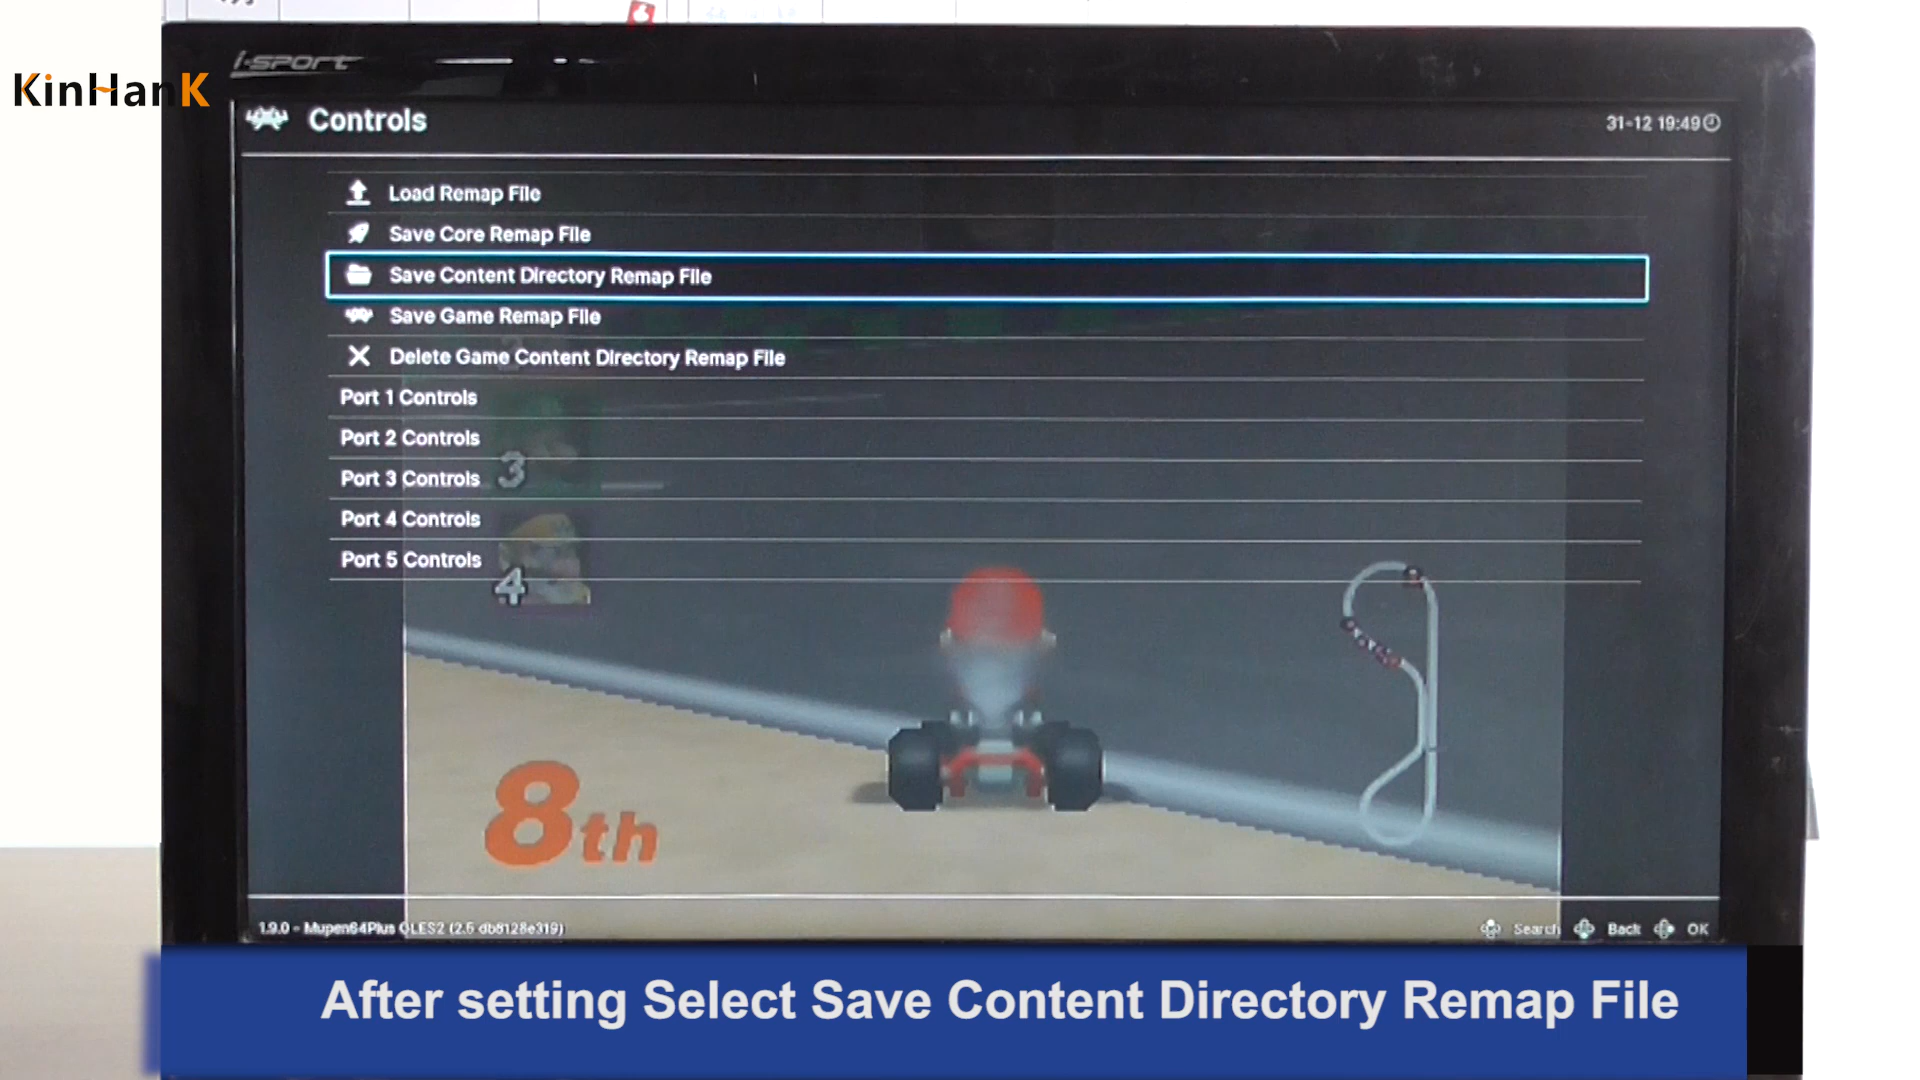 i-sport
KinHanK
Controls
31-12 19:49
Load Remap File
Save Core Remap File
Save Content Directory Remap File
Save Game Remap File
Delete Game Content Directory Remap File
Port 1 Controls
Port 2 Controls
Port 3 Controls
3
Port 4 Controls
Port 5 Controls
4
8th
1.9.0 - Mupen64Plus GLES2 (2.5 db8128e319)
Search
Back
OK
After setting Select Save Content Directory Remap File